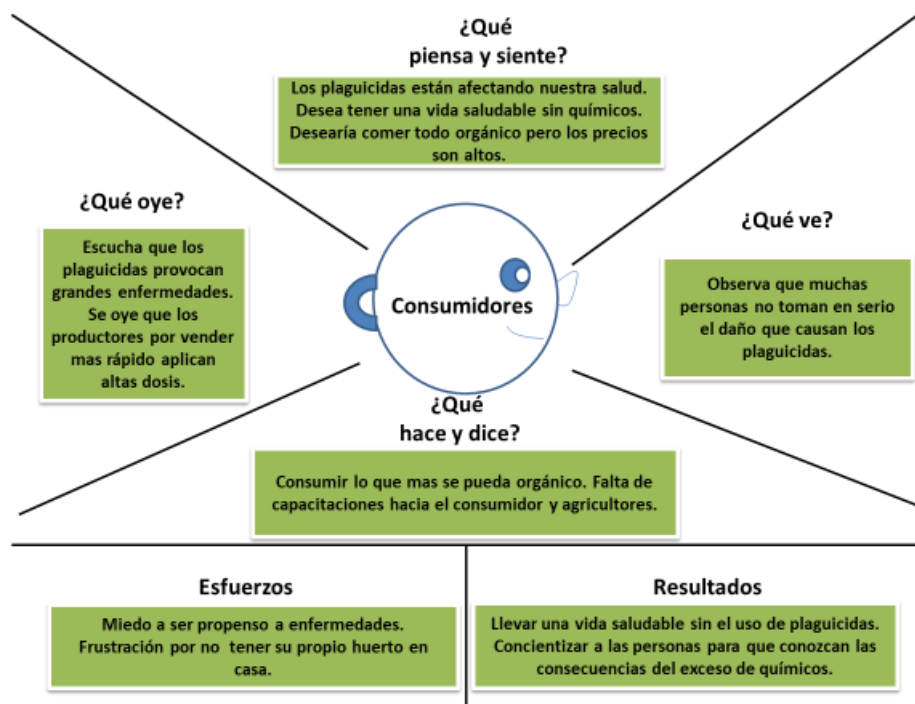 ¿Qué
piensa y siente?
Los plaguicidas están afectando nuestra salud.
Desea tener una vida saludable sin químicos.
Desearía comer todo orgánico pero los precios
son altos.
¿Qué oye?
Escucha que los
plaguicidas provocan
grandes enfermedades.
Se oye que los
productores por vender
mas rápido aplican
altas dosis.
Consumidores
¿Qué ve?
Observa que muchas
personas no toman en serio
el daño que causan los
plaguicidas.
¿Qué
hace y dice?
Consumir lo que mas se pueda orgánico. Falta de
capacitaciones hacia el consumidor y agricultores.
Esfuerzos
Miedo a ser propenso a enfermedades.
Frustración por no tener su propio huerto en
casa.
Resultados
Llevar una vida saludable sin el uso de plaguicidas.
Concientizar a las personas para que conozcan las
consecuencias del exceso de químicos.